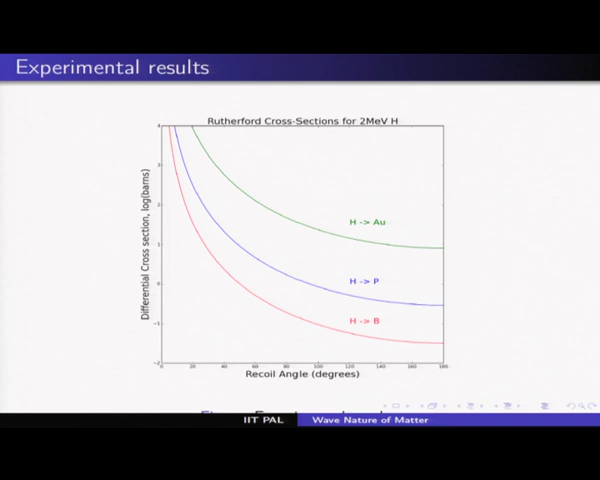 Experimental results
Rutherford Cross-Sections for 2MeV H
Differential Cross section, log(barns)
4
3
2
1
0
−1
−2
H -> Au
H -> P
H -> B
0 20 40 60 80 100 120 140 160 180
Recoil Angle (degrees)
IIT PAL Wave Nature of Matter